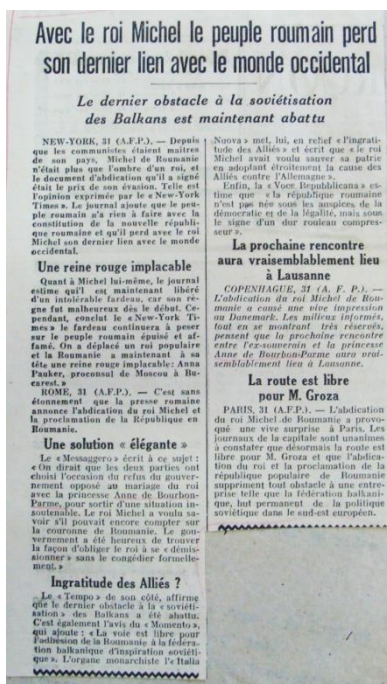 Avec le roi Michel le peuple roumain perd
son dernier lien avec le monde occidental
Le dernier obstacle à la soviétisation
des Balkans est maintenant abattu
NEW-YORK, 31 (A.F.P.). — Depuis
que les communistes étaient maîtres
de son pays, Michel de Roumanie
n'était plus que l'ombre d'un roi, et
le document d'abdication qu'il a signé
était le prix de son évasion. Telle est
l'opinion exprimée par le « New-York
Times ». Le journal ajoute que le peu-
ple roumain n'a rien à faire avec la
constitution de la nouvelle républi-
que roumaine et qu'il perd avec le roi
Michel son dernier lien avec le monde
occidental.
Une reine rouge implacable
Quant à Michel lui-même, le journal
estime qu'il est maintenant libéré
d'un intolérable fardeau, car son rè-
gne fut malheureux dès le début. Ce-
pendant, conclut le « New-York Ti-
mes » le fardeau continuera à peser
sur le peuple roumain épuisé et af-
famé. On a déplacé un roi populaire
et la Roumanie a maintenant à sa
tête une reine rouge implacable : Anna
Pauker, proconsul de Moscou à Bu-
carest. »
ROME, 31 (A.F.P.). — C'est sans
étonnement que la presse romaine
annonce l'abdication du roi Michel et
la proclamation de la République en
Roumanie.
Une solution « élégante »
Le « Messaggero » écrit à ce sujet :
« On dirait que les deux parties ont
choisi l'occasion du refus du gouver-
nement opposé au mariage du roi
avec la princesse Anne de Bourbon-
Parme, pour sortir d'une situation in-
soutenable. Le roi Michel a voulu sa-
voir s'il pouvait encore compter sur
la couronne de Roumanie. Le gou-
vernement a été heureux de trouver
la façon d'obliger le roi à se « démis-
sionner » sans le congédier formelle-
ment. »
Ingratitude des Alliés ?
Le « Tempo » de son côté, affirme
que le dernier obstacle à la « soviéti-
sation » des Balkans a été abattu.
C'est également l'avis du « Momento »,
qui ajoute : « La voie est libre pour
l'adhésion de la Roumanie à la fédéra-
tion balkanique d'inspiration soviéti-
que ». L'organe monarchiste l'« Italia
Nuova » met, lui, en relief « l'ingrati-
tude des Alliés » et écrit que « le roi
Michel avait voulu sauver sa patrie
en adoptant étroitement la cause des
Alliés contre l'Allemagne ».
Enfin, la « Voce Repubblicana » es-
time que « la république roumaine
n'est pas née sous les auspices de la
démocratie et de la légalité, mais sous
le signe d'un dur rouleau compres-
seur ».
La prochaine rencontre
aura vraisemblablement lieu
à Lausanne
COPENHAGUE, 31 (A. F. P.). —
L'abdication du roi Michel de Rou-
manie a causé une vive impression
au Danemark. Les milieux informés,
tout en se montrant très réservés,
pensent que la prochaine rencontre
entre l'ex-souverain et la princesse
Anne de Bourbon-Parme aura vrai-
semblablement lieu à Lausanne.
La route est libre
pour M. Groza
PARIS, 31 (A.F.P.). — L'abdication
du roi Michel de Roumanie a provo-
qué une vive surprise à Paris. Les
journaux de la capitale sont unanimes
à constater que désormais la route est
libre pour M. Groza et que l'abdica-
tion du roi et la proclamation de la
république populaire de Roumanie
suppriment tout obstacle à une entre-
prise telle que la fédération balkani-
que, but permanent de la politique
soviétique dans le sud-est européen.